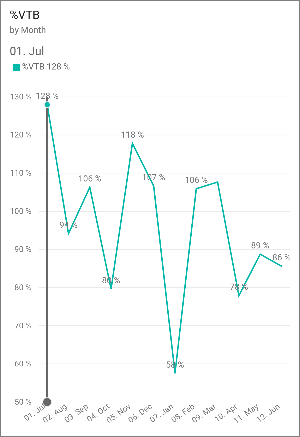 %VTB
by Month
01. Jul
%VTB 128 %
130 %
120 %
110 %
100 %
90 %
80 %
70 %
60 %
50 %
128 %
94 %
106 %
80 %
118 %
107 %
58 %
106 %
78 %
89 %
86 %
01. Jul
02. Aug
03. Sep
04. Oct
05. Nov
06. Dec
07. Jan
08. Feb
09. Mar
10. Apr
11. May
12. Jun